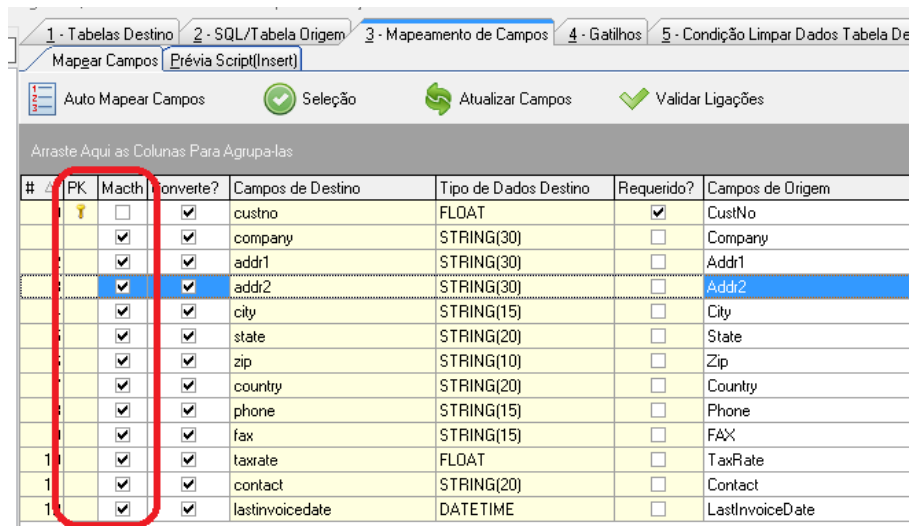 1 - Tabelas Destino 2 - SQL/Tabela Origem 3 - Mapeamento de Campos 4 - Gatilhos 5 - Condição Limpar Dados Tabela De
Mapear Campos Prévia Script(Insert)
Auto Mapear Campos Seleção Atualizar Campos Validar Ligações
Arraste Aqui as Colunas Para Agrupa-las
# PK Macth Converte? Campos de Destino Tipo de Dados Destino Requerido? Campos de Origem
custno FLOAT CustNo
company STRING(30) Company
addr1 STRING(30) Addr1
addr2 STRING(30) Addr2
city STRING(15) City
state STRING(20) State
zip STRING(10) Zip
country STRING(20) Country
phone STRING(15) Phone
fax STRING(15) FAX
taxrate FLOAT TaxRate
contact STRING(20) Contact
lastinvoicedate DATETIME LastInvoiceDate